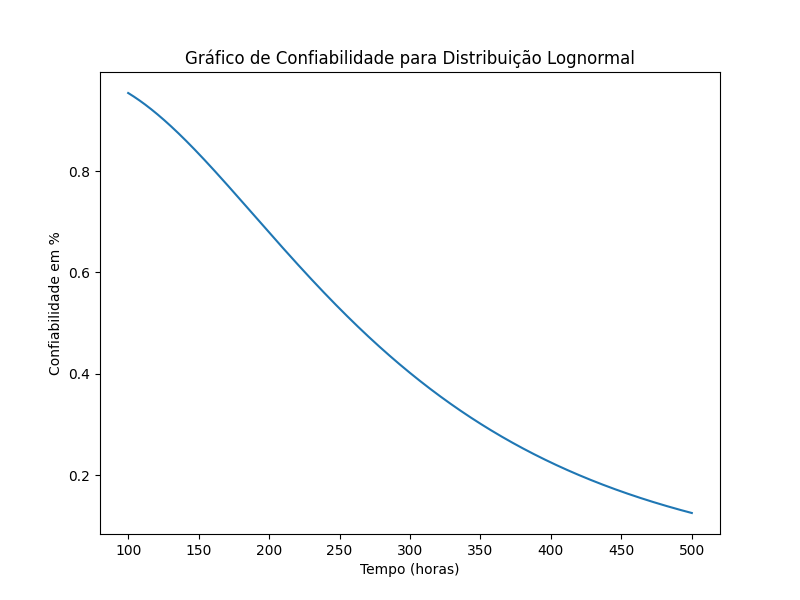 Gráfico de Confiabilidade para Distribuição Lognormal
Confiabilidade em %
0.8
0.6
0.4
0.2
100 150 200 250 300 350 400 450 500
Tempo (horas)